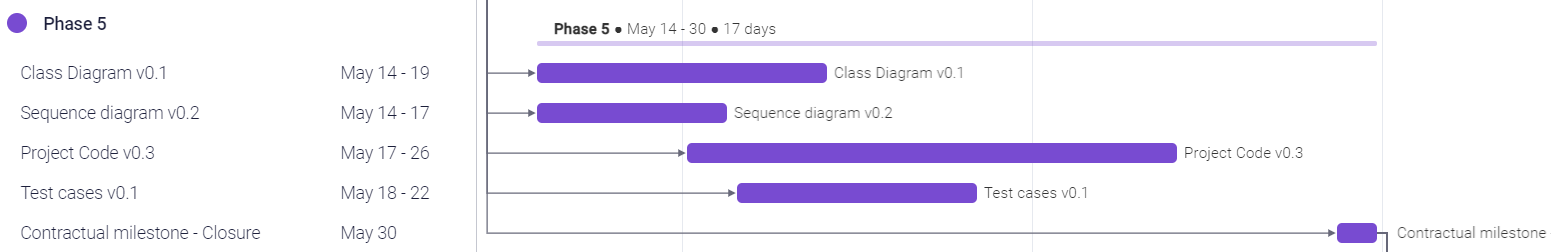 Phase 5
Phase 5 ● May 14 - 30 ● 17 days
Class Diagram v0.1 May 14 - 19 Class Diagram v0.1
Sequence diagram v0.2 May 14 - 17 Sequence diagram v0.2
Project Code v0.3 May 17 - 26 Project Code v0.3
Test cases v0.1 May 18 - 22 Test cases v0.1
Contractual milestone - Closure May 30 Contractual milestone